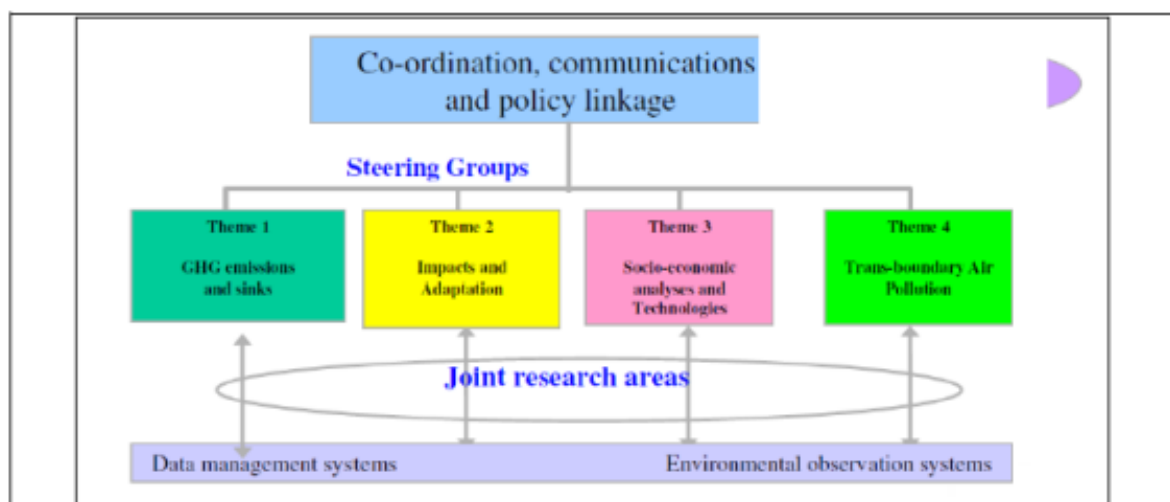 Co-ordination, communications
and policy linkage
Steering Groups
Theme 1
GHG emissions
and sinks
Theme 2
Impacts and
Adaptation
Theme 3
Socio-economic
analyses and
Technologies
Theme 4
Trans-boundary Air
Pollution
Joint research areas
Data management systems
Environmental observation systems